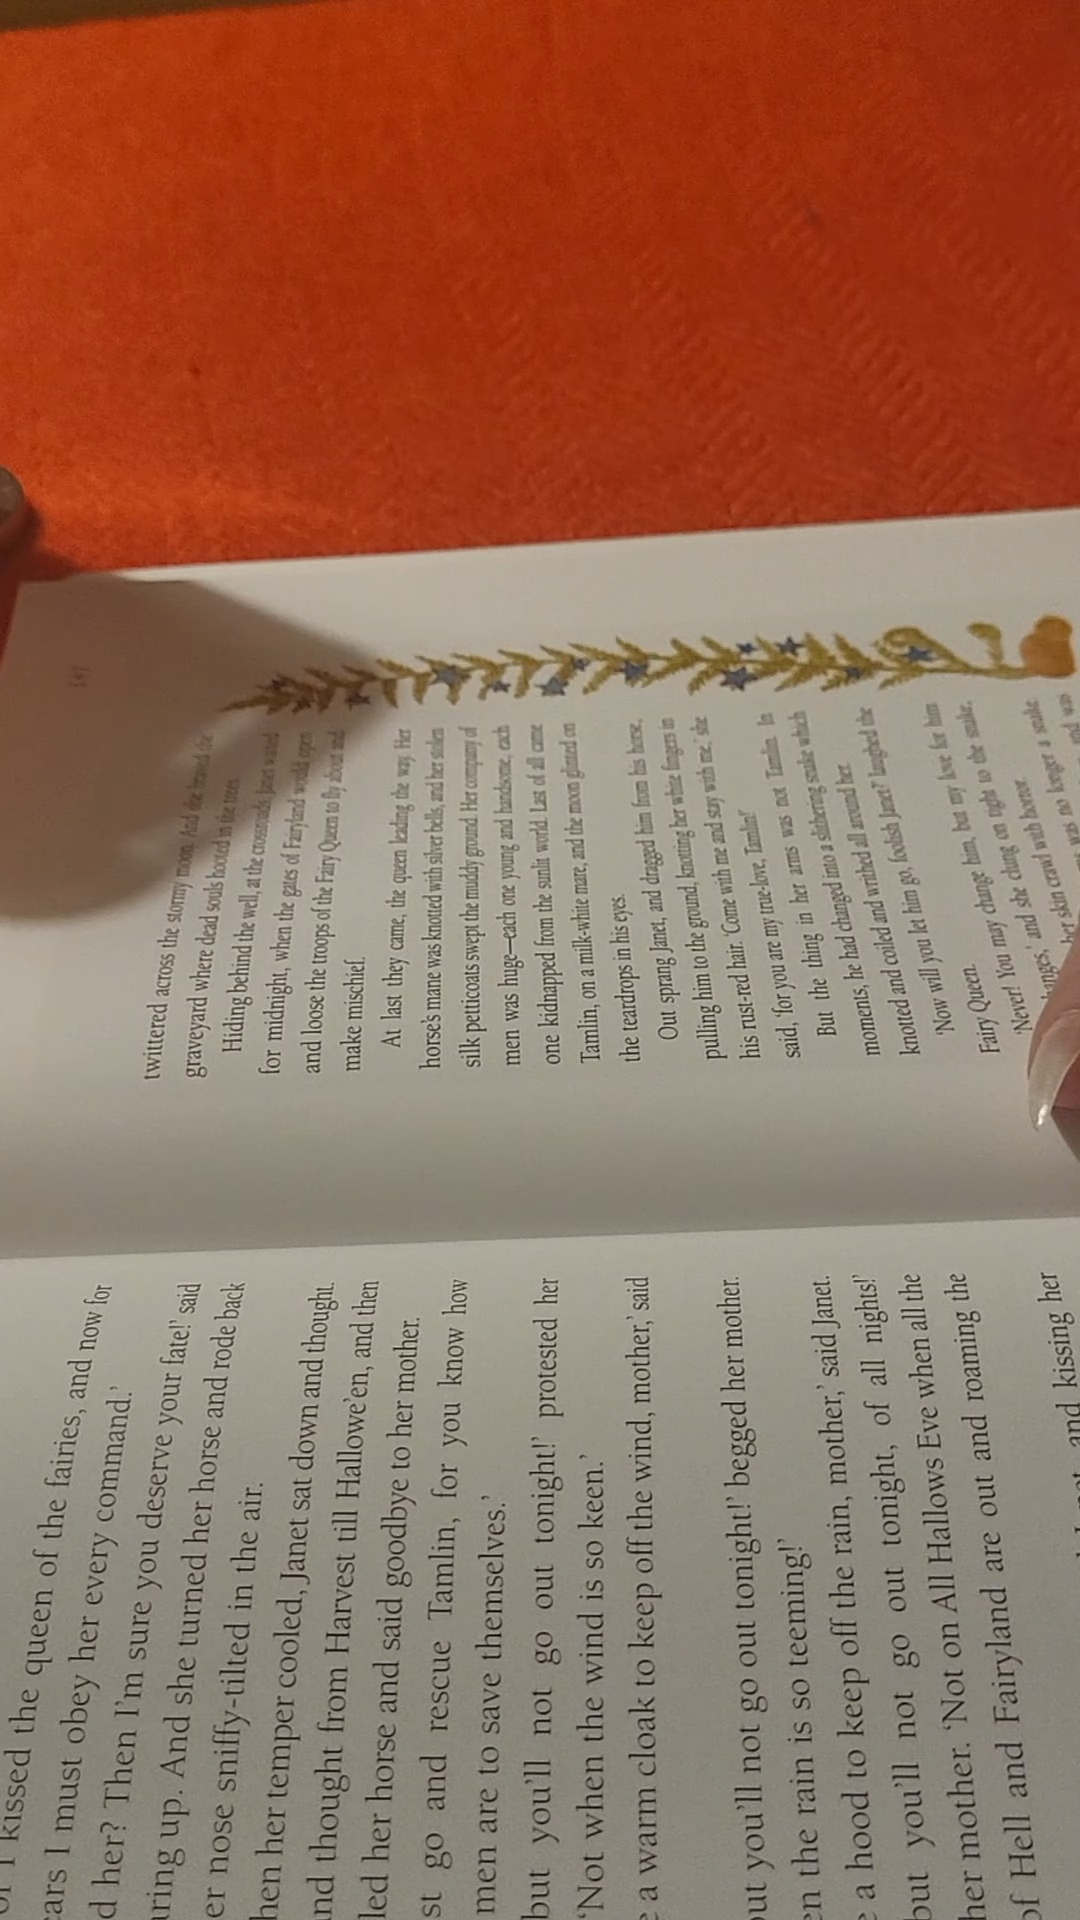 I kissed the queen of the fairies, and now for
ars I must obey her every command.'
d her? Then I'm sure you deserve your fate!' said
ring up. And she turned her horse and rode back
er nose sniffy-tilted in the air.
hen her temper cooled, Janet sat down and thought.
nd thought from Harvest till Hallowe'en, and then
led her horse and said goodbye to her mother.
st go and rescue Tamlin, for you know how
men are to save themselves.'
but you'll not go out tonight!' protested her
'Not when the wind is so keen.'
a warm cloak to keep off the wind, mother,' said
ut you'll not go out tonight!' begged her mother.
en the rain is so teeming!'
a hood to keep off the rain, mother,' said Janet.
but you'll not go out tonight, of all nights!'
her mother. 'Not on All Hallows Eve when all the
of Hell and Fairyland are out and roaming the
and kissing her
twittered across the stormy moon. And she heard the
graveyard where dead souls hooted in the trees.
Hiding behind the well, at the crossroads, Janet waited
for midnight, when the gates of Fairyland would open
and loose the troops of the Fairy Queen to fly about and
make mischief.
At last they came, the queen leading the way. Her
horse's mane was knotted with silver bells, and her stolen
silk petticoats swept the muddy ground. Her company of
men was huge—each one young and handsome, each
one kidnapped from the sunlit world. Last of all came
Tamlin, on a milk-white mare, and the moon glinted on
the teardrops in his eyes.
Out sprang Janet, and dragged him from his horse,
pulling him to the ground, knotting her white fingers in
his rust-red hair. 'Come with me and stay with me,' she
said, 'for you are my true-love, Tamlin!'
But the thing in her arms was not Tamlin. In
moments, he had changed into a slithering snake which
knotted and coiled and writhed all around her.
'Now will you let him go, foolish Janet?' laughed the
Fairy Queen.
'Never! You may change him, but my love for him
changes,' and she clung on tight to the snake,
her skin crawl with horror.
was no longer a snake.
and was